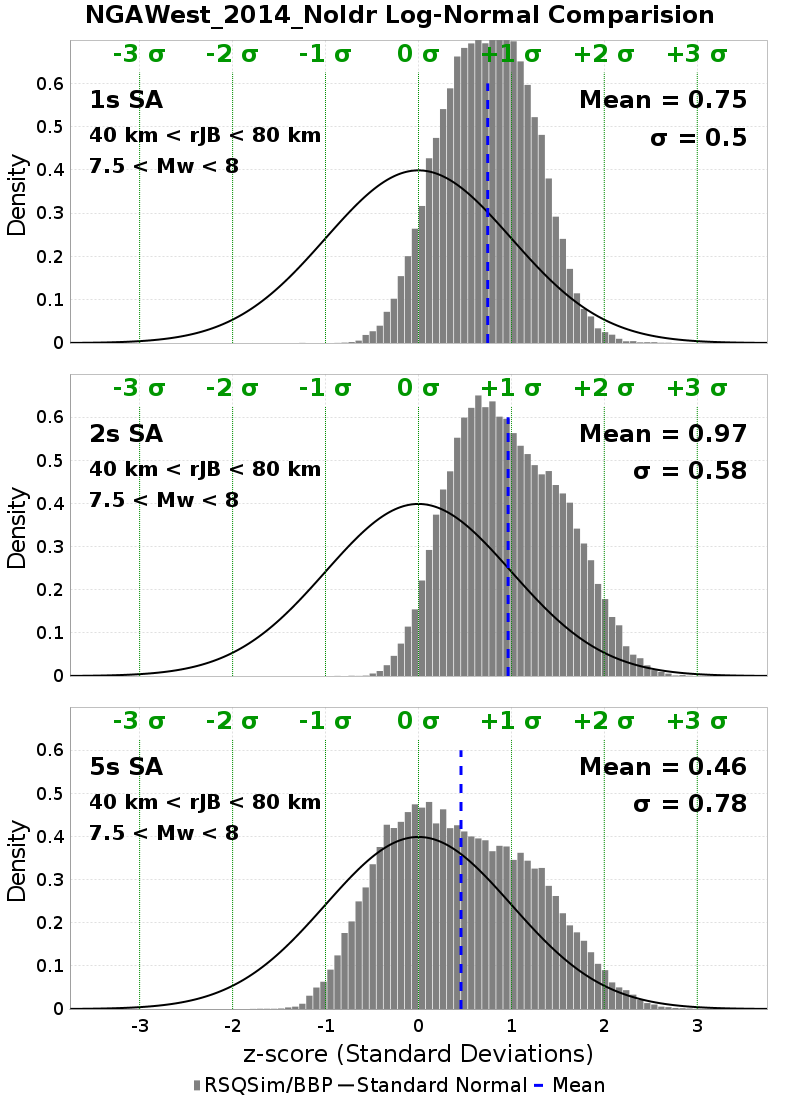 NGAWest_2014_NoIdr Log-Normal Comparision
-3 σ -2 σ -1 σ 0 σ +1 σ +2 σ +3 σ
1s SA
40 km < rJB < 80 km
7.5 < Mw < 8
Mean = 0.75
σ = 0.5
Density
0.6
0.5
0.4
0.3
0.2
0.1
0
-3 σ -2 σ -1 σ 0 σ +1 σ +2 σ +3 σ
2s SA
40 km < rJB < 80 km
7.5 < Mw < 8
Mean = 0.97
σ = 0.58
Density
0.6
0.5
0.4
0.3
0.2
0.1
0
-3 σ -2 σ -1 σ 0 σ +1 σ +2 σ +3 σ
5s SA
40 km < rJB < 80 km
7.5 < Mw < 8
Mean = 0.46
σ = 0.78
Density
0.6
0.5
0.4
0.3
0.2
0.1
0
-3 -2 -1 0 1 2 3
z-score (Standard Deviations)
RSQSim/BBP Standard Normal Mean